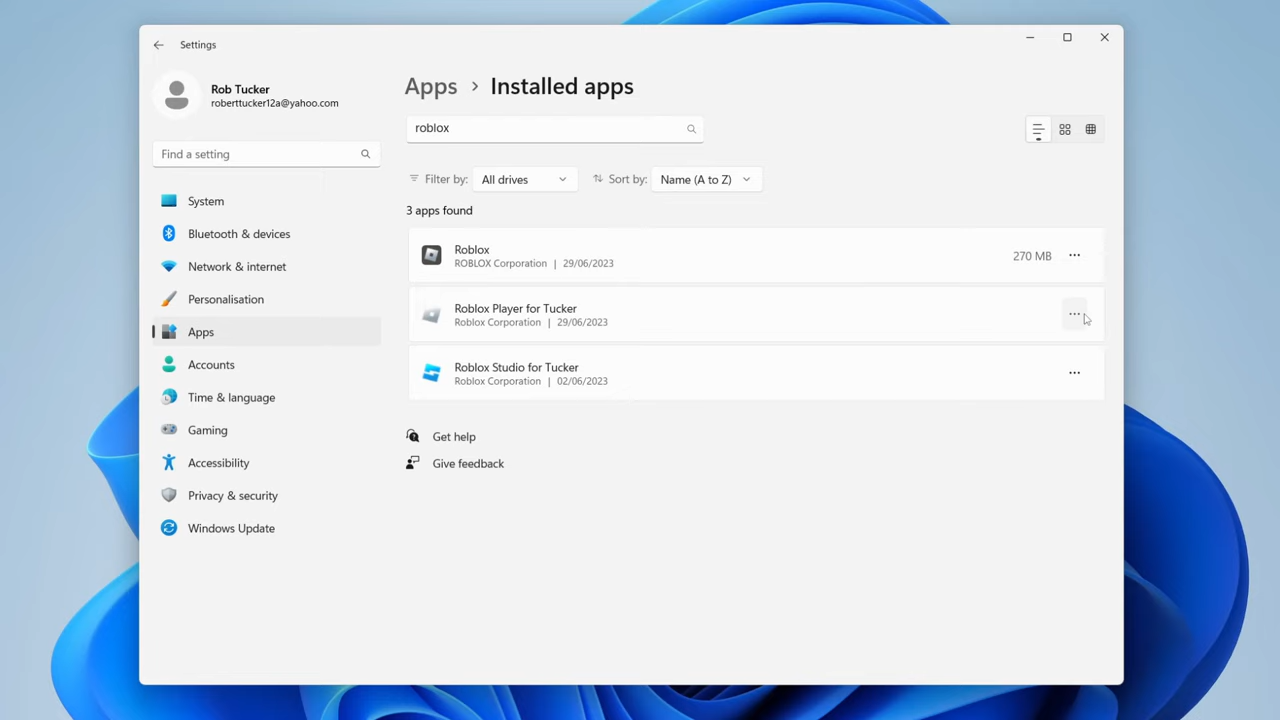 Settings
Rob Tucker
roberttucker12a@yahoo.com
Find a setting
System
Bluetooth & devices
Network & internet
Personalisation
Apps
Accounts
Time & language
Gaming
Accessibility
Privacy & security
Windows Update
Apps > Installed apps
roblox
Filter by: All drives Sort by: Name (A to Z)
3 apps found
Roblox
ROBLOX Corporation | 29/06/2023
270 MB
Roblox Player for Tucker
Roblox Corporation | 29/06/2023
Roblox Studio for Tucker
Roblox Corporation | 02/06/2023
Get help
Give feedback